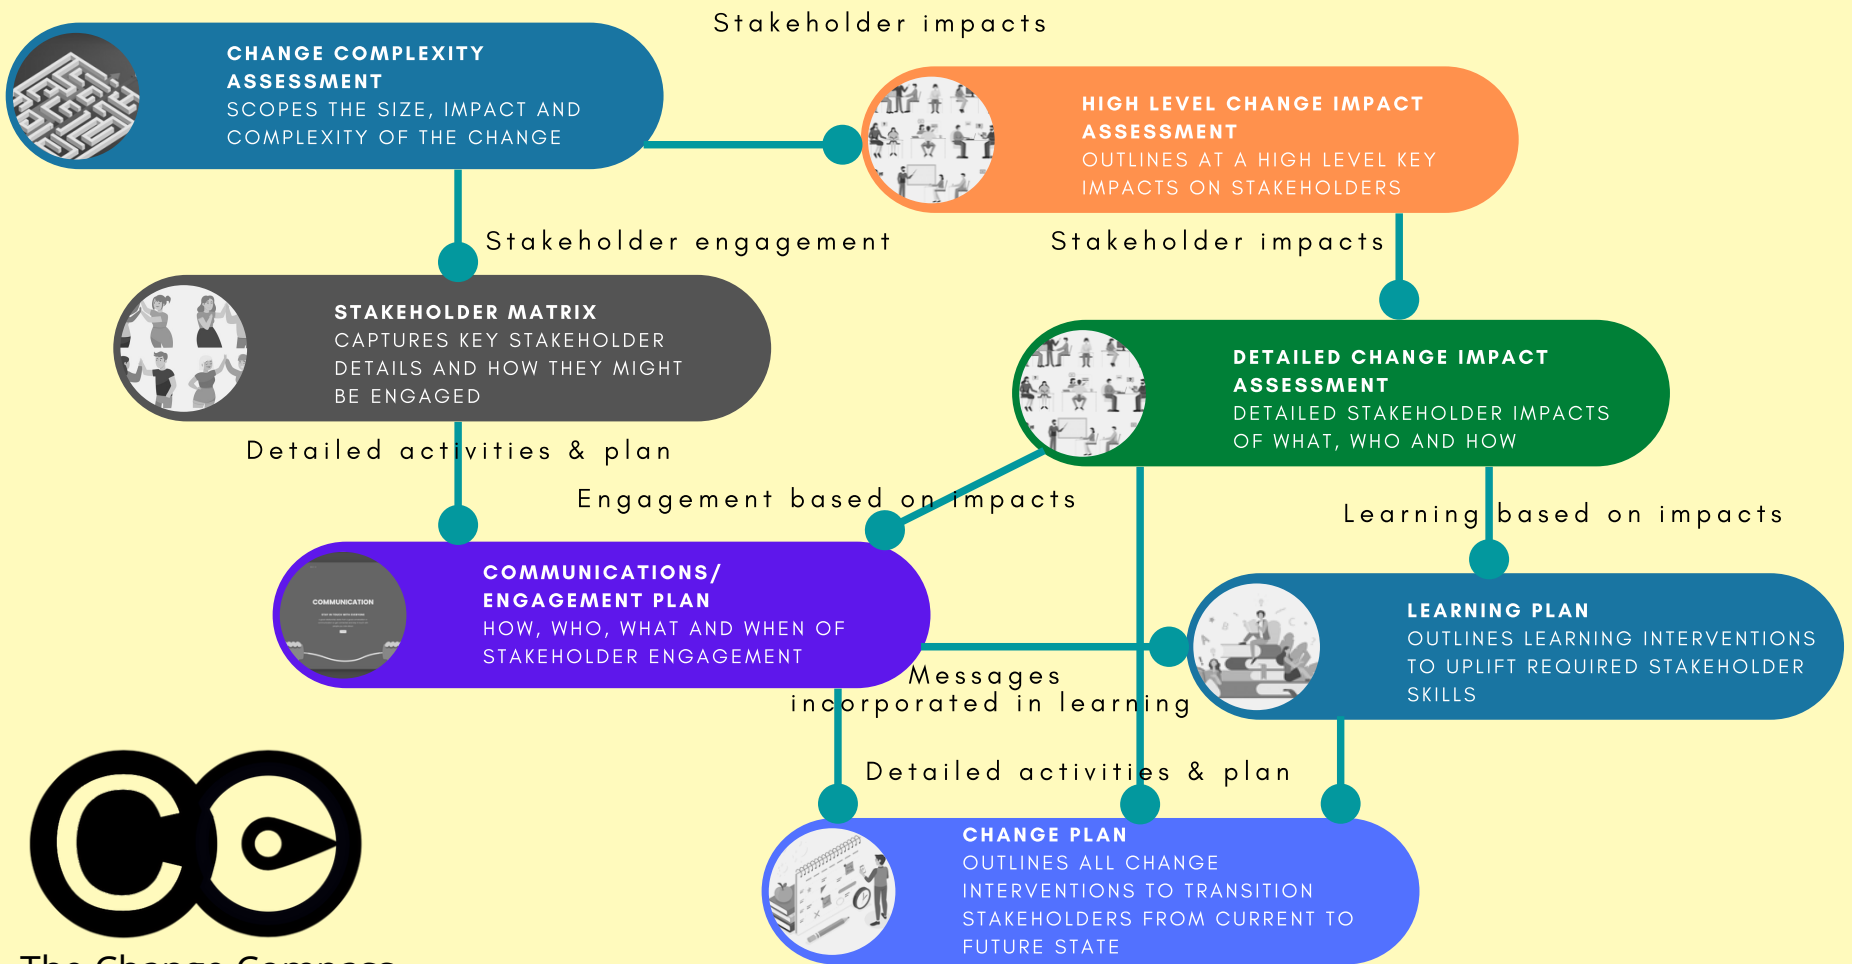 Stakeholder impacts
CHANGE COMPLEXITY
ASSESSMENT
SCOPES THE SIZE, IMPACT AND
COMPLEXITY OF THE CHANGE
HIGH LEVEL CHANGE IMPACT
ASSESSMENT
OUTLINES AT A HIGH LEVEL KEY
IMPACTS ON STAKEHOLDERS
Stakeholder engagement
Stakeholder impacts
STAKEHOLDER MATRIX
CAPTURES KEY STAKEHOLDER
DETAILS AND HOW THEY MIGHT
BE ENGAGED
DETAILED CHANGE IMPACT
ASSESSMENT
DETAILED STAKEHOLDER IMPACTS
OF WHAT, WHO AND HOW
Detailed activities & plan
Engagement based on impacts
Learning based on impacts
COMMUNICATION
COMMUNICATIONS/
ENGAGEMENT PLAN
HOW, WHO, WHAT AND WHEN OF
STAKEHOLDER ENGAGEMENT
LEARNING PLAN
OUTLINES LEARNING INTERVENTIONS
TO UPLIFT REQUIRED STAKEHOLDER
SKILLS
Messages
incorporated in learning
Detailed activities & plan
CHANGE PLAN
OUTLINES ALL CHANGE
INTERVENTIONS TO TRANSITION
STAKEHOLDERS FROM CURRENT TO
FUTURE STATE
The Change Compass